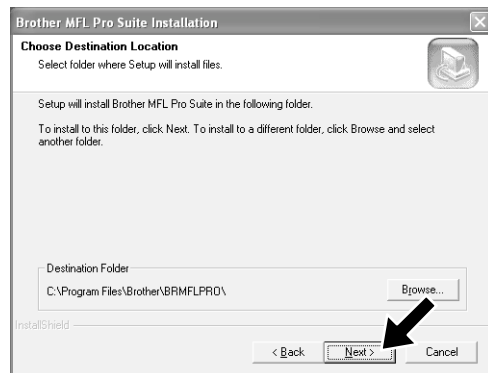 Brother MFL Pro Suite Installation
Choose Destination Location
Select folder where Setup will install files.
Setup will install Brother MFL Pro Suite in the following folder.
To install to this folder, click Next. To install to a different folder, click Browse and select
another folder.
Destination Folder
C:\Program Files\Brother\BRMFLPRO\
Browse...
InstallShield
< Back
Next >
Cancel